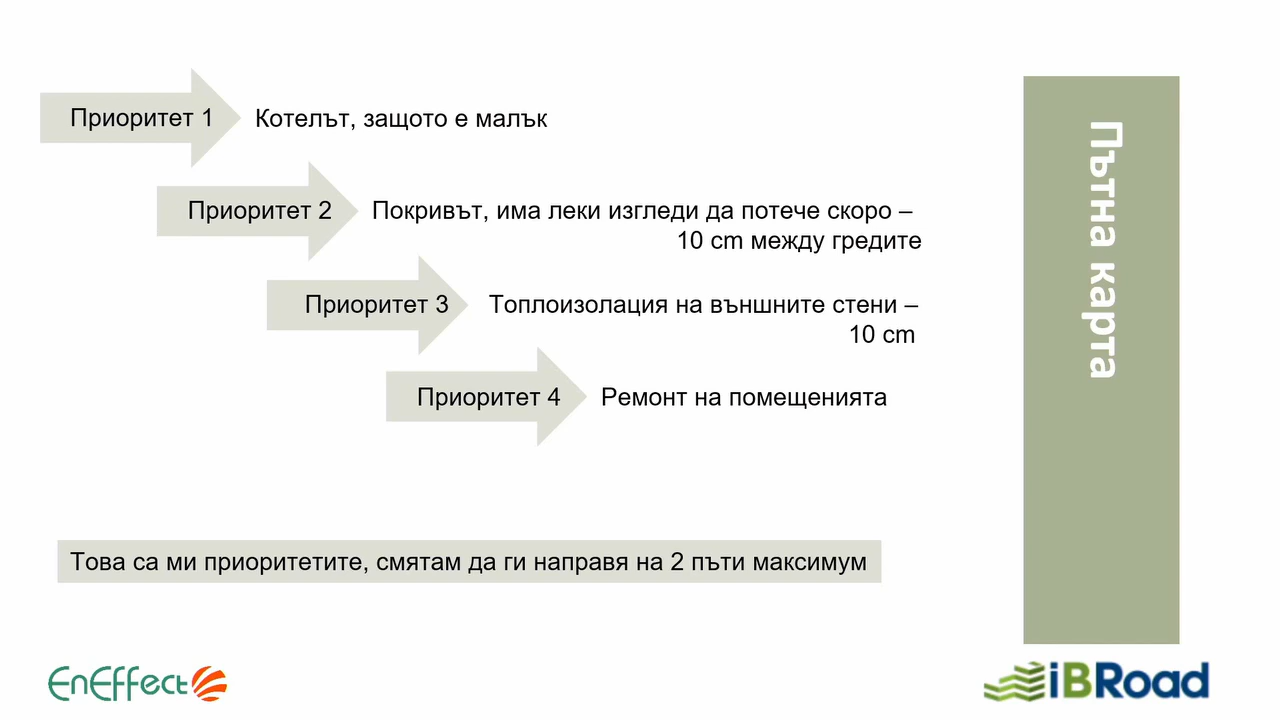 Приоритет 1
Котелът, защото е малък
Приоритет 2
Покривът, има леки изгледи да потече скоро –
10 cm между гредите
Приоритет 3
Топлоизолация на външните стени –
10 cm
Приоритет 4
Ремонт на помещенията
Това са ми приоритетите, смятам да ги направя на 2 пъти максимум
Пътна карта
EnEffect
iBRoad